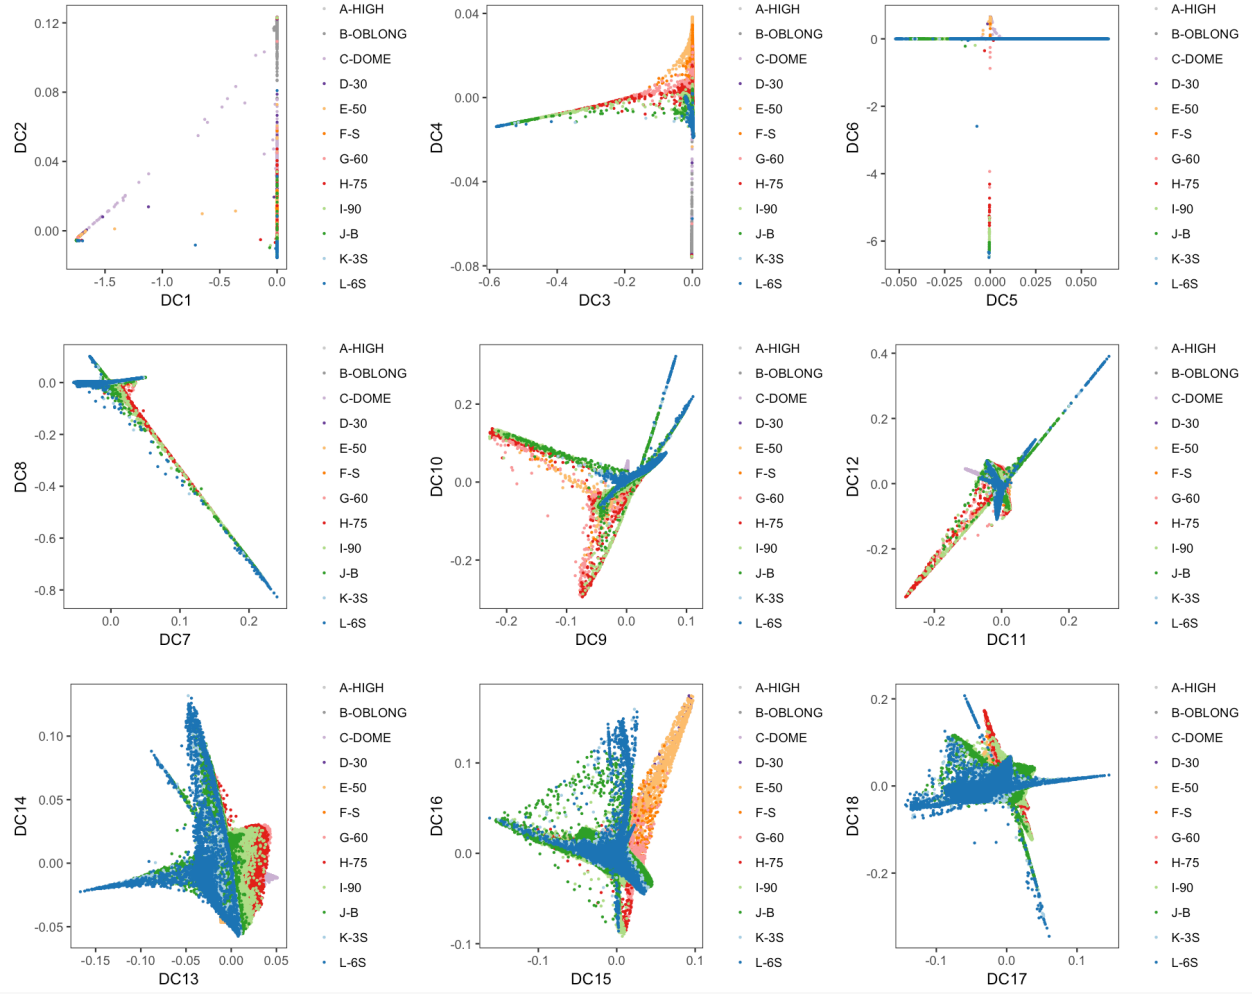 0.12
0.08
0.04
0.00
DC2
-1.5
-1.0
-0.5
0.0
DC1
A-HIGH
B-OBLONG
C-DOME
D-30
E-50
F-S
G-60
H-75
I-90
J-B
K-3S
L-6S
0.04
0.00
-0.04
-0.08
DC4
-0.6
-0.4
-0.2
0.0
DC3
A-HIGH
B-OBLONG
C-DOME
D-30
E-50
F-S
G-60
H-75
I-90
J-B
K-3S
L-6S
0
-2
-4
-6
DC6
-0.050
-0.025
0.000
0.025
0.050
DC5
A-HIGH
B-OBLONG
C-DOME
D-30
E-50
F-S
G-60
H-75
I-90
J-B
K-3S
L-6S
0.0
-0.2
-0.4
-0.6
-0.8
DC8
0.0
0.1
0.2
DC7
A-HIGH
B-OBLONG
C-DOME
D-30
E-50
F-S
G-60
H-75
I-90
J-B
K-3S
L-6S
0.2
0.0
-0.2
DC10
-0.2
-0.1
0.0
0.1
DC9
A-HIGH
B-OBLONG
C-DOME
D-30
E-50
F-S
G-60
H-75
I-90
J-B
K-3S
L-6S
0.4
0.2
0.0
-0.2
DC12
-0.2
0.0
0.2
DC11
A-HIGH
B-OBLONG
C-DOME
D-30
E-50
F-S
G-60
H-75
I-90
J-B
K-3S
L-6S
0.10
0.05
0.00
-0.05
DC14
-0.15
-0.10
-0.05
0.00
0.05
DC13
A-HIGH
B-OBLONG
C-DOME
D-30
E-50
F-S
G-60
H-75
I-90
J-B
K-3S
L-6S
0.1
0.0
-0.1
DC16
-0.1
0.0
0.1
DC15
A-HIGH
B-OBLONG
C-DOME
D-30
E-50
F-S
G-60
H-75
I-90
J-B
K-3S
L-6S
0.2
0.0
-0.2
DC18
-0.1
0.0
0.1
DC17
A-HIGH
B-OBLONG
C-DOME
D-30
E-50
F-S
G-60
H-75
I-90
J-B
K-3S
L-6S